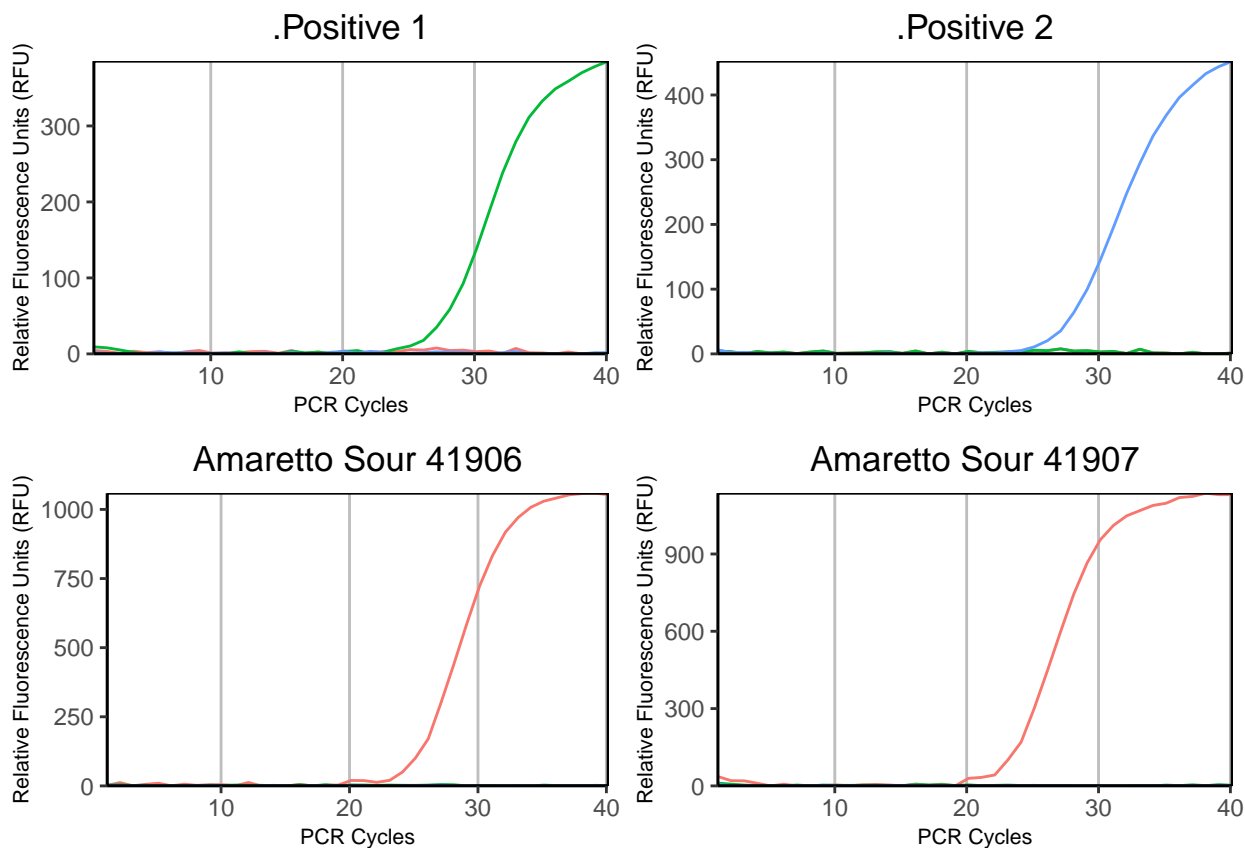 .Positive 1
Relative Fluorescence Units (RFU)
300
200
100
0
10 20 30 40
PCR Cycles
.Positive 2
Relative Fluorescence Units (RFU)
400
300
200
100
0
10 20 30 40
PCR Cycles
Amaretto Sour 41906
Relative Fluorescence Units (RFU)
1000
750
500
250
0
10 20 30 40
PCR Cycles
Amaretto Sour 41907
Relative Fluorescence Units (RFU)
900
600
300
0
10 20 30 40
PCR Cycles